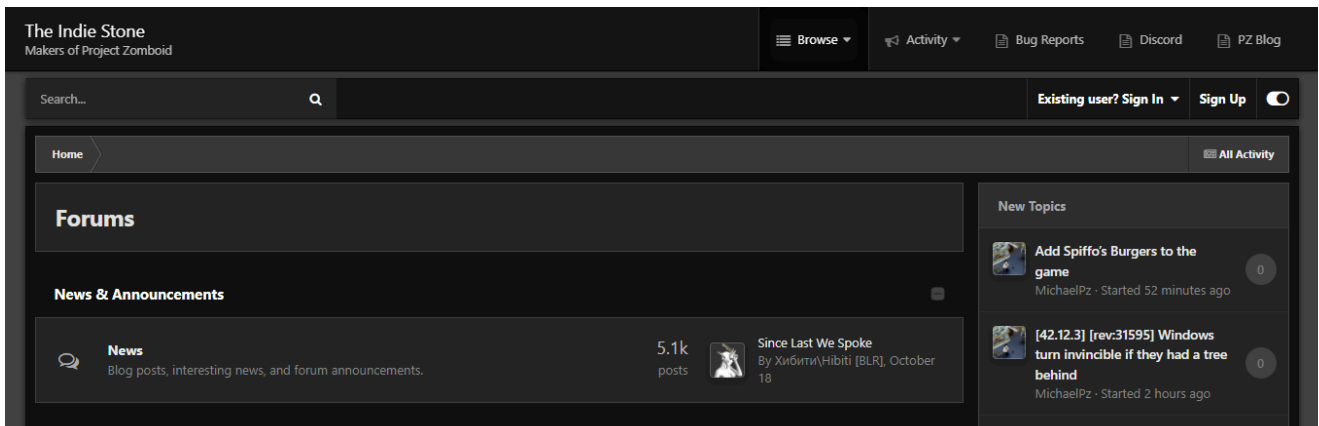 The Indie Stone
Makers of Project Zomboid
Browse
Activity
Bug Reports
Discord
PZ Blog
Search...
Existing user? Sign In
Sign Up
Home
All Activity
Forums
News & Announcements
News
Blog posts, interesting news, and forum announcements.
5.1k
posts
Since Last We Spoke
By Хибити\Hibiti [BLR], October
18
New Topics
Add Spiffo's Burgers to the
game
MichaelPz · Started 52 minutes ago
0
[42.12.3] [rev:31595] Windows
turn invincible if they had a tree
behind
MichaelPz · Started 2 hours ago
0